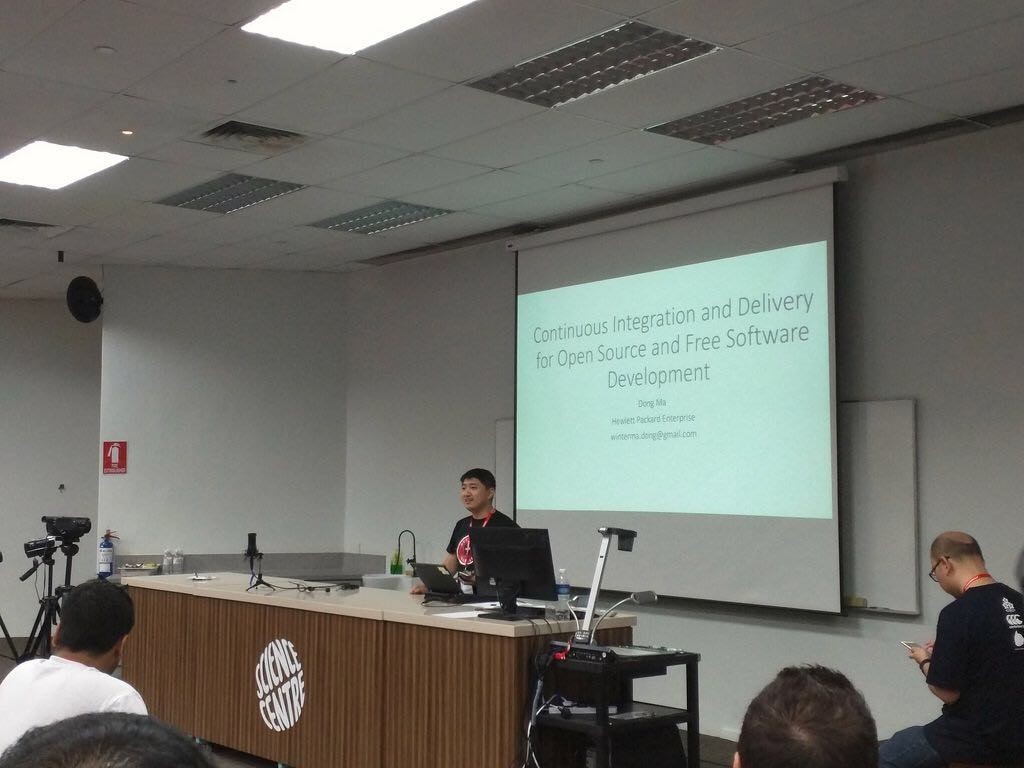 Continuous Integration and Delivery
for Open Source and Free Software
Development
Dong Ma
Hewlett Packard Enterprise
winterma.dong@gmail.com
SCIENCE
CENTRE